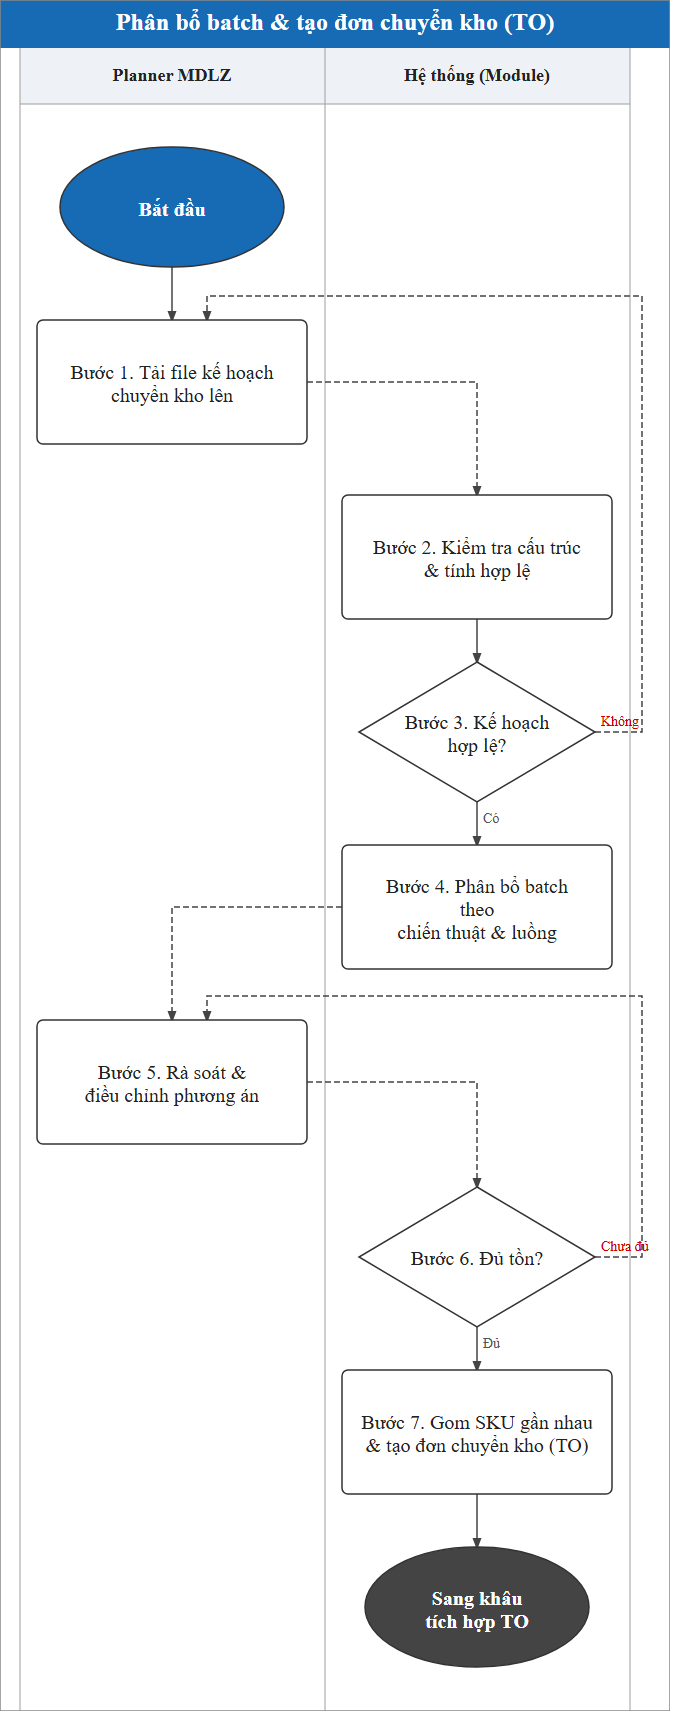 Phân bổ batch & tạo đơn chuyển kho (TO)
Planner MDLZ
Hệ thống (Module)
Bắt đầu
Bước 1. Tải file kế hoạch
chuyển kho lên
Bước 2. Kiểm tra cấu trúc
& tính hợp lệ
Bước 3. Kế hoạch
hợp lệ?
Không
Có
Bước 4. Phân bổ batch
theo
chiến thuật & luồng
Bước 5. Rà soát &
điều chỉnh phương án
Bước 6. Đủ tồn?
Chưa đủ
Đủ
Bước 7. Gom SKU gần nhau
& tạo đơn chuyển kho (TO)
Sang khâu
tích hợp TO